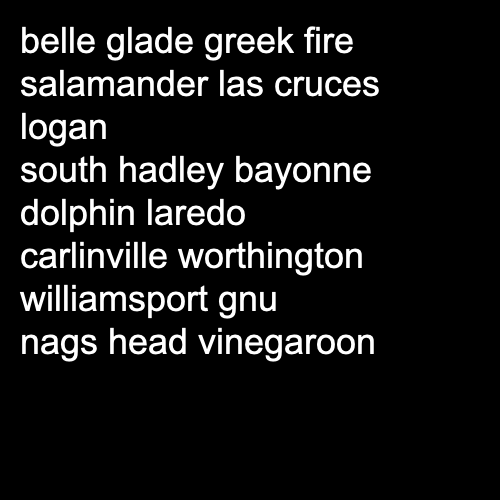 belle glade greek fire
salamander las cruces
logan
south hadley bayonne
dolphin laredo
carlinville worthington
williamsport gnu
nags head vinegaroon